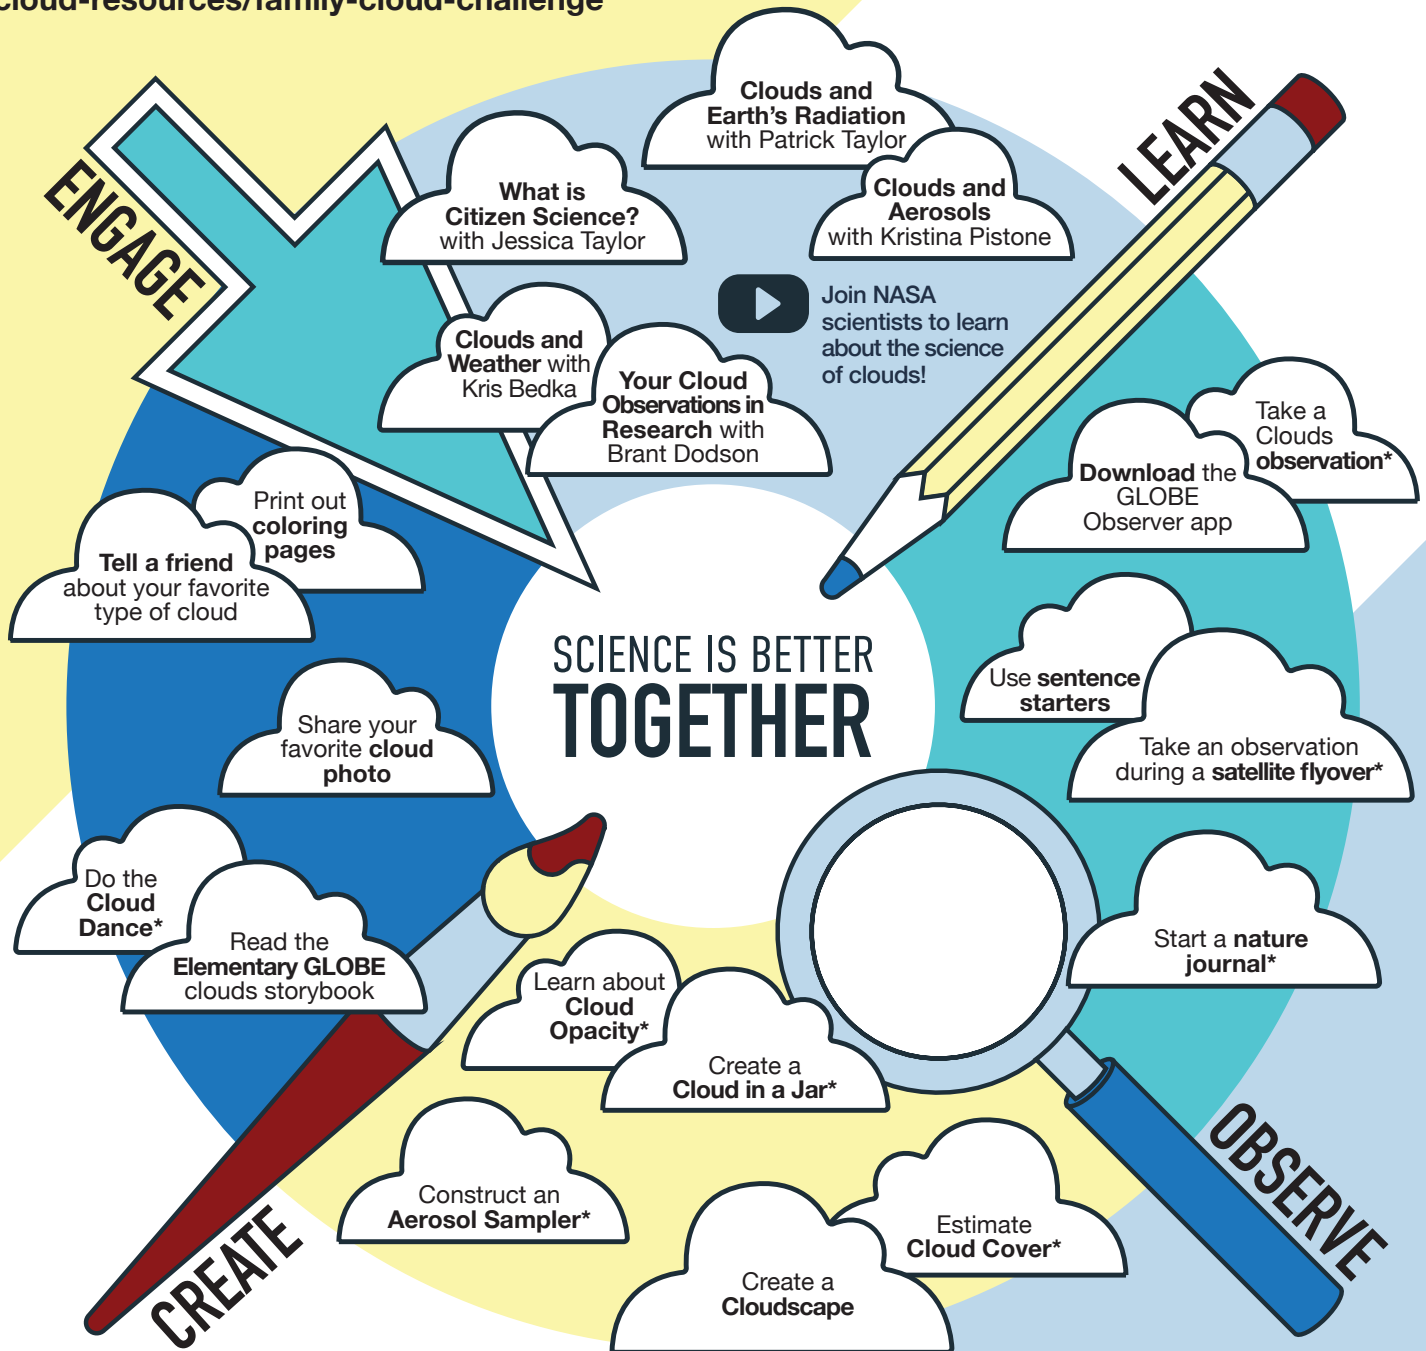 cloud-resources/family-cloud-challenge
ENGAGE
LEARN
Clouds and
Earth's Radiation
with Patrick Taylor
What is
Citizen Science?
with Jessica Taylor
Clouds and
Aerosols
with Kristina Pistone
Join NASA
scientists to learn
about the science
of clouds!
Clouds and
Weather with
Kris Bedka
Your Cloud
Observations in
Research with
Brant Dodson
Take a
Clouds
observation*
Download the
GLOBE
Observer app
Print out
coloring
pages
Tell a friend
about your favorite
type of cloud
SCIENCE IS BETTER
TOGETHER
Use sentence
starters
Take an observation
during a satellite flyover*
Share your
favorite cloud
photo
Do the
Cloud
Dance*
Read the
Elementary GLOBE
clouds storybook
Start a nature
journal*
Learn about
Cloud
Opacity*
Create a
Cloud in a Jar*
Construct an
Aerosol Sampler*
Estimate
Cloud Cover*
Create a
Cloudscape
CREATE
OBSERVE